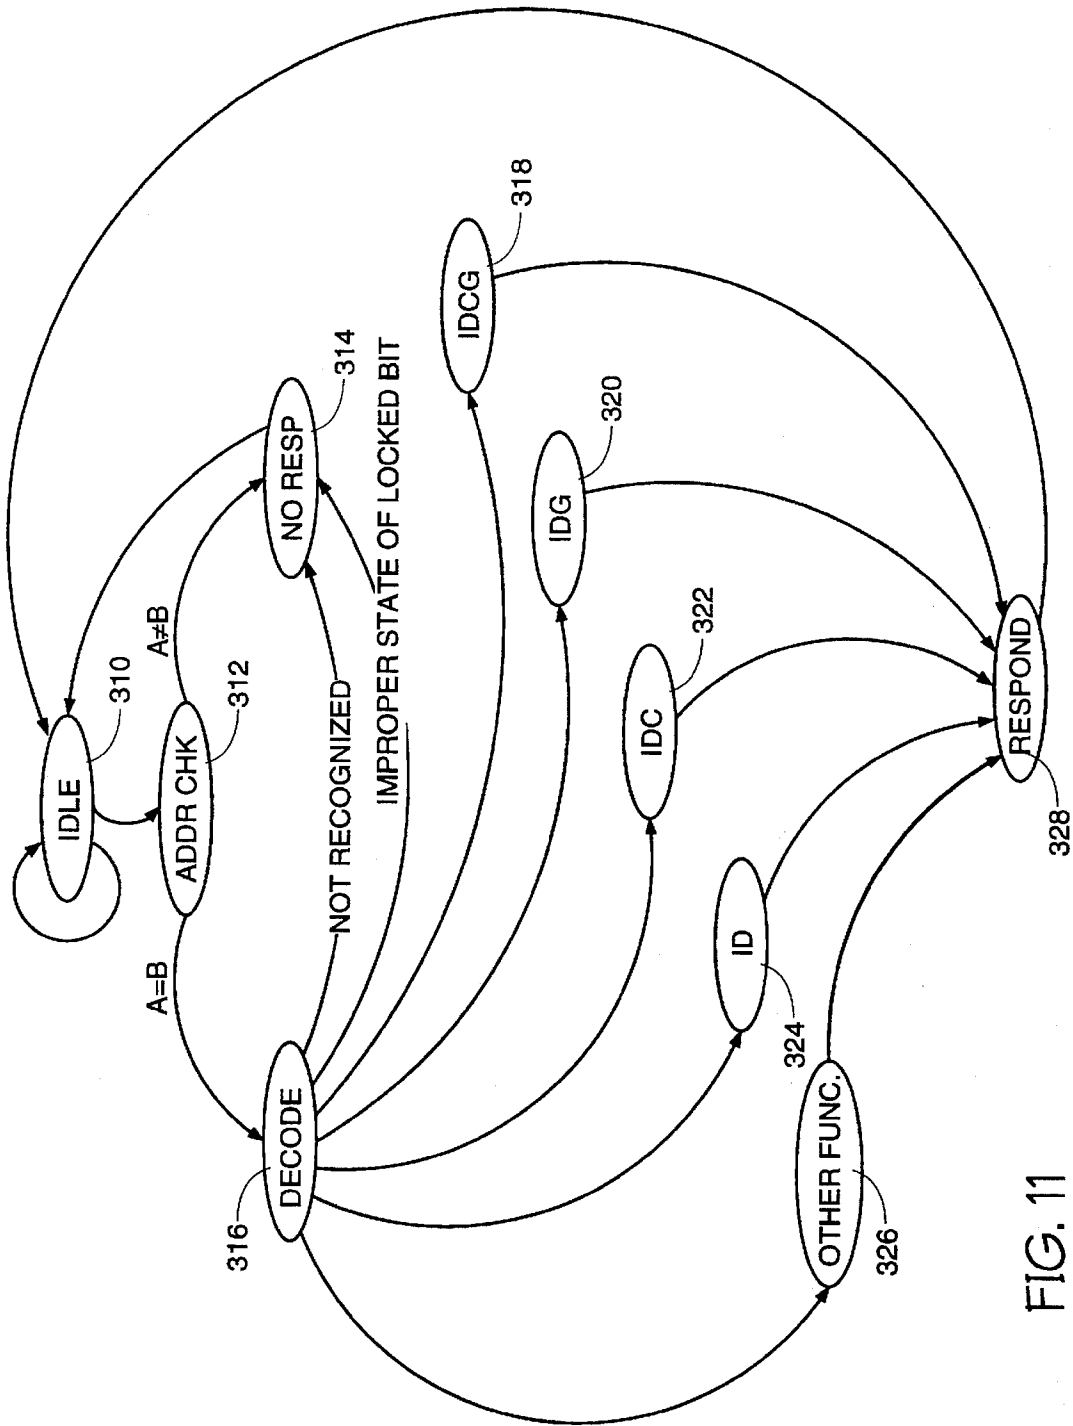 IDLE
310
ADDR CHK
312
A=B
A≠B
NO RESP
314
DECODE
316
NOT RECOGNIZED
IMPROPER STATE OF LOCKED BIT
IDCG
318
IDG
320
IDC
322
ID
324
OTHER FUNC.
326
RESPOND
328
FIG. 11